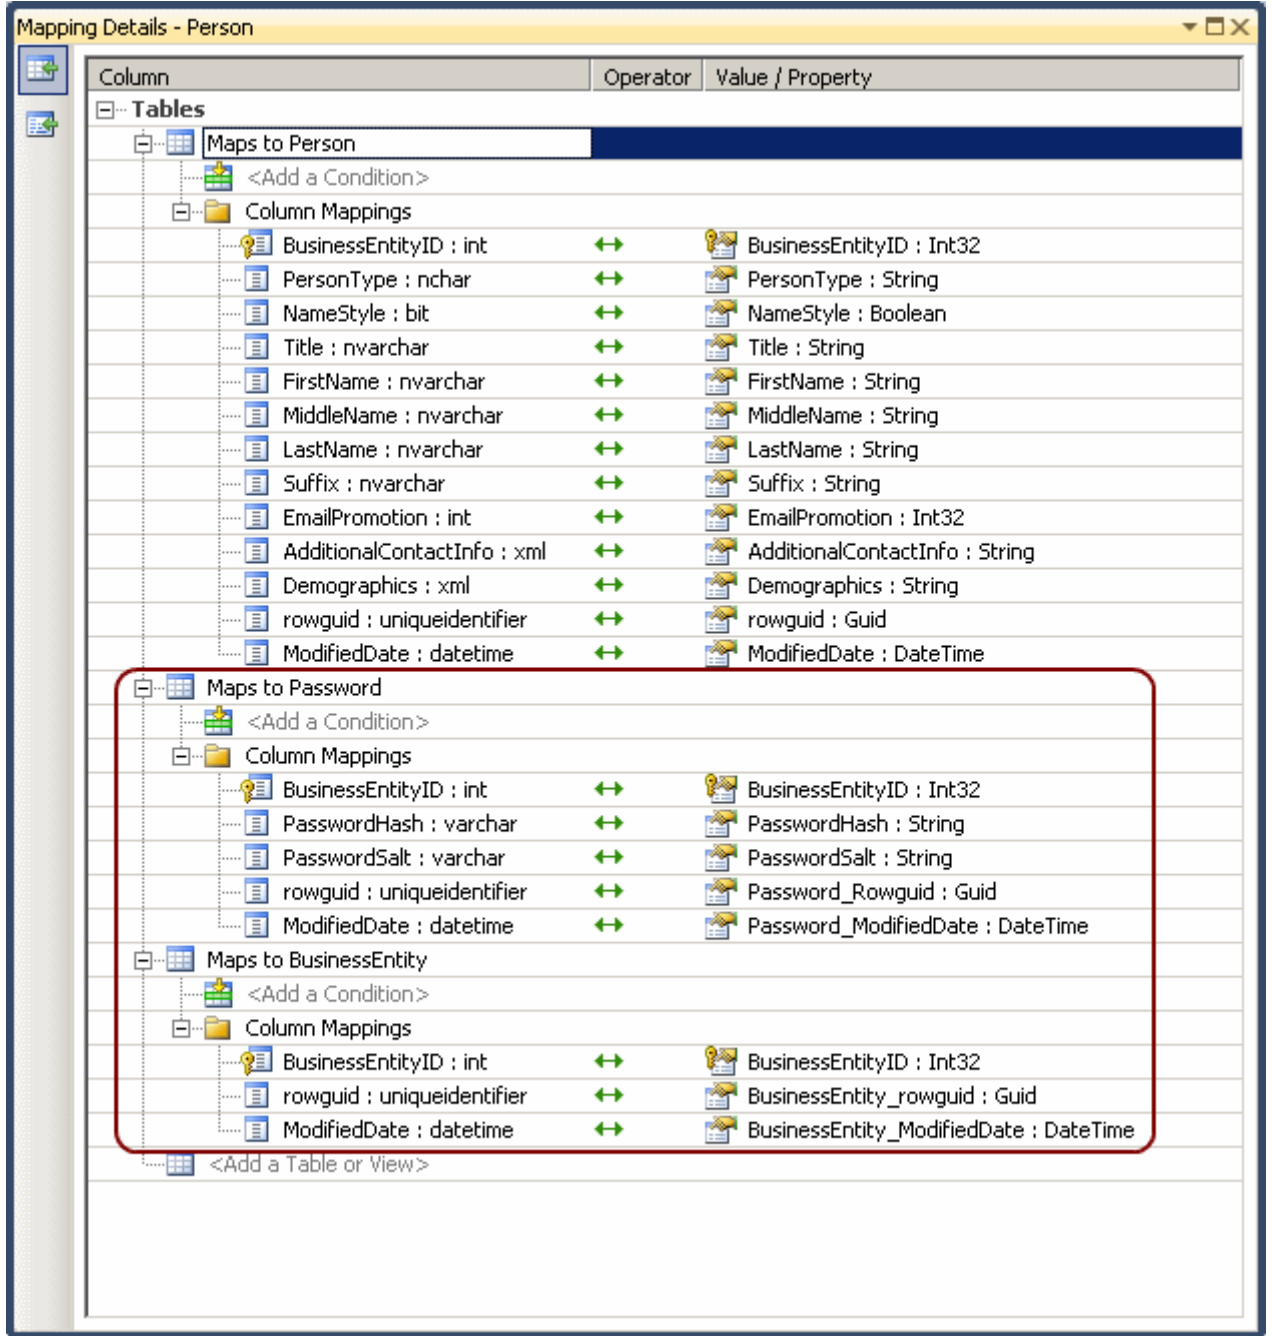 Mapping Details - Person
Column Operator Value / Property
Tables
Maps to Person
<Add a Condition>
Column Mappings
BusinessEntityID : int BusinessEntityID : Int32
PersonType : nchar PersonType : String
NameStyle : bit NameStyle : Boolean
Title : nvarchar Title : String
FirstName : nvarchar FirstName : String
MiddleName : nvarchar MiddleName : String
LastName : nvarchar LastName : String
Suffix : nvarchar Suffix : String
EmailPromotion : int EmailPromotion : Int32
AdditionalContactInfo : xml AdditionalContactInfo : String
Demographics : xml Demographics : String
rowguid : uniqueidentifier rowguid : Guid
ModifiedDate : datetime ModifiedDate : DateTime
Maps to Password
<Add a Condition>
Column Mappings
BusinessEntityID : int BusinessEntityID : Int32
PasswordHash : varchar PasswordHash : String
PasswordSalt : varchar PasswordSalt : String
rowguid : uniqueidentifier Password_Rowguid : Guid
ModifiedDate : datetime Password_ModifiedDate : DateTime
Maps to BusinessEntity
<Add a Condition>
Column Mappings
BusinessEntityID : int BusinessEntityID : Int32
rowguid : uniqueidentifier BusinessEntity_rowguid : Guid
ModifiedDate : datetime BusinessEntity_ModifiedDate : DateTime
<Add a Table or View>